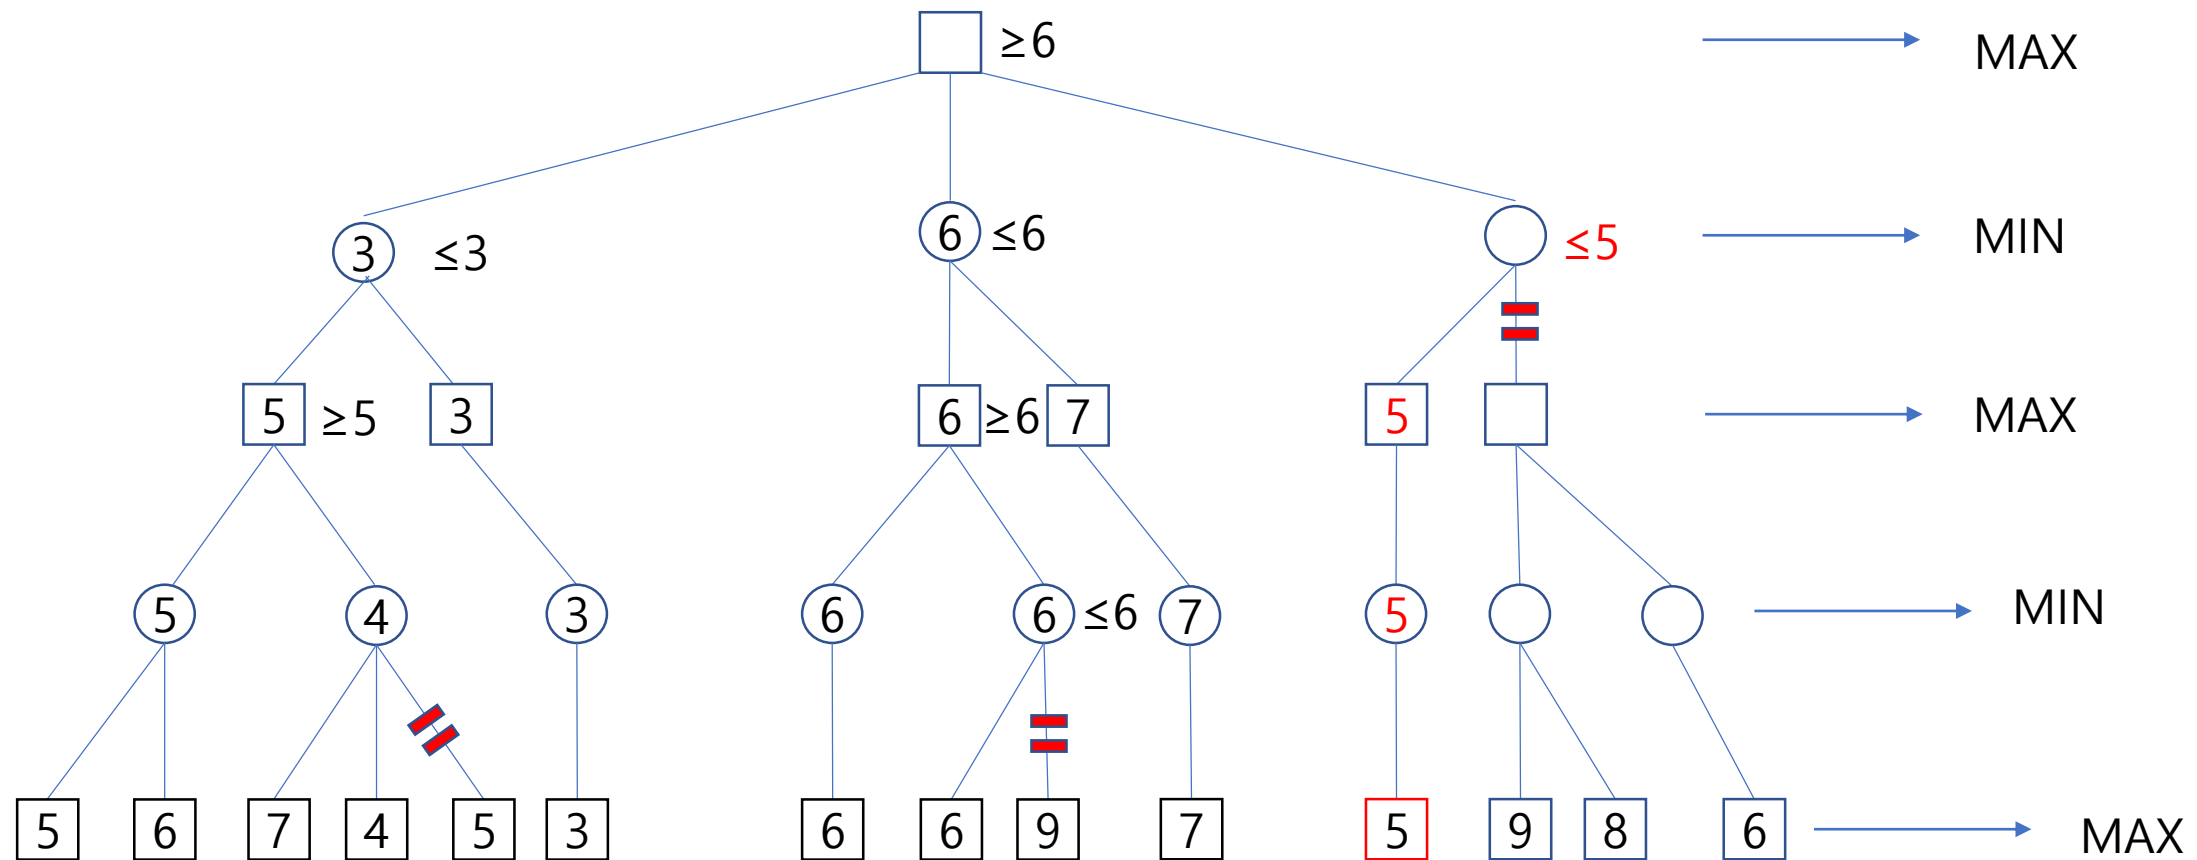 ≥6 MAX
3 ≤3 6 ≤6 ≤5 MIN
5 ≥5 3 6 ≥6 7 5 MAX
5 4 3 6 6 ≤6 7 5 MIN
5 6 7 4 5 3 6 6 9 7 5 9 8 6 MAX